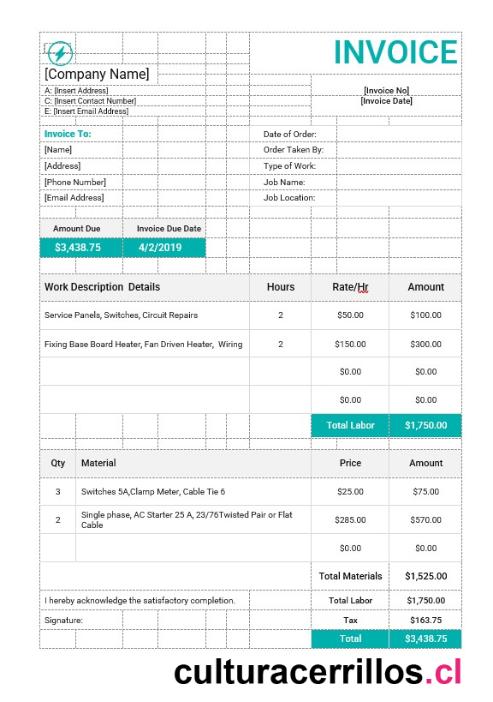 INVOICE
[Company Name]
A: [Insert Address]
C: [Insert Contact Number]
E: [Insert Email Address]
[Invoice No]
[Invoice Date]
Invoice To:
Date of Order:
[Name]
Order Taken By:
[Address]
Type of Work:
[Phone Number]
Job Name:
[Email Address]
Job Location:
Amount Due Invoice Due Date
$3,438.75 4/2/2019
Work Description Details Hours Rate/Hr Amount
Service Panels, Switches, Circuit Repairs 2 $50.00 $100.00
Fixing Base Board Heater, Fan Driven Heater, Wiring 2 $150.00 $300.00
$0.00 $0.00
$0.00 $0.00
Total Labor $1,750.00
Qty Material Price Amount
3 Switches 5A,Clamp Meter, Cable Tie 6 $25.00 $75.00
2 Single phase, AC Starter 25 A, 23/76Twisted Pair or Flat
Cable $285.00 $570.00
$0.00 $0.00
Total Materials $1,525.00
I hereby acknowledge the satisfactory completion. Total Labor $1,750.00
Signature: Tax $163.75
Total $3,438.75
culturacerrillos.cl